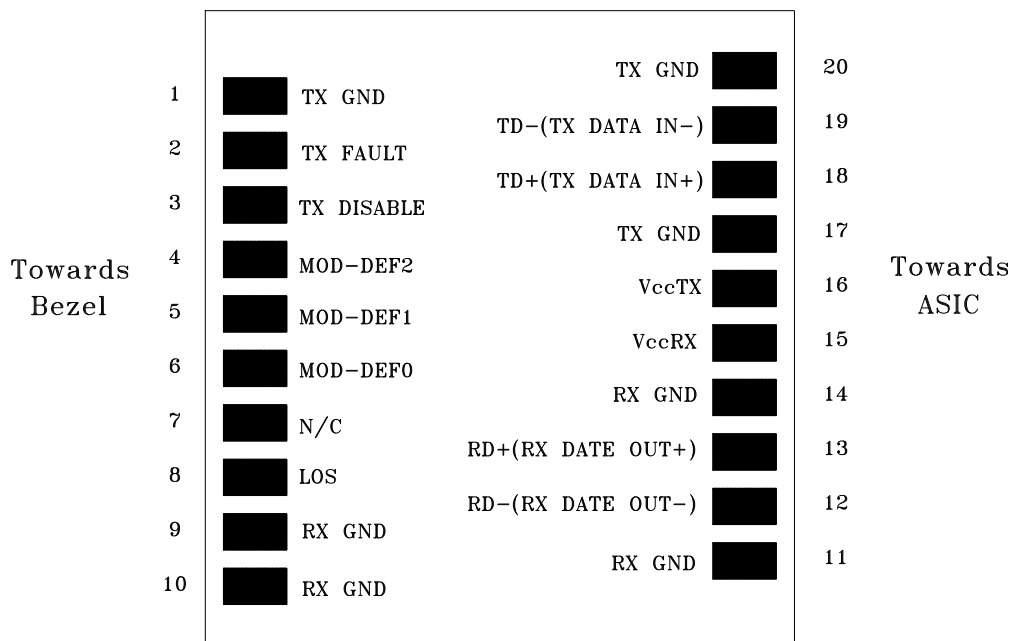 1 TX GND
2 TX FAULT
3 TX DISABLE
4 MOD-DEF2
5 MOD-DEF1
6 MOD-DEF0
7 N/C
8 LOS
9 RX GND
10 RX GND
Towards
Bezel
TX GND 20
TD-(TX DATA IN-) 19
TD+(TX DATA IN+) 18
TX GND 17
VccTX 16
VccRX 15
RX GND 14
RD+(RX DATE OUT+) 13
RD-(RX DATE OUT-) 12
RX GND 11
Towards
ASIC